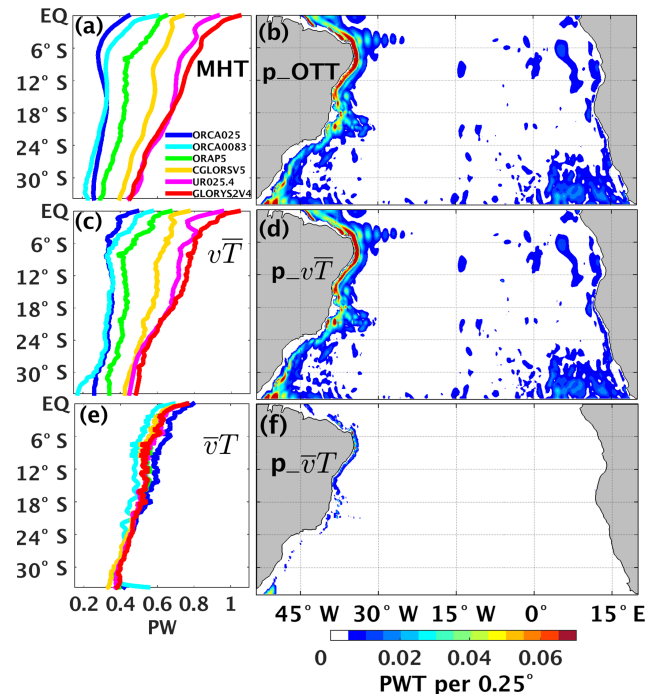 EQ
6° S
12° S
18° S
24° S
30° S
(a)
MHT
ORCA025
ORCA0083
ORAP5
CGLORSV5
UR025.4
GLORYS2V4
(b)
p_OTT
EQ
6° S
12° S
18° S
24° S
30° S
(c)
vT̅
(d)
p_vT̅
EQ
6° S
12° S
18° S
24° S
30° S
(e)
v̅T
(f)
p_v̅T
0.2 0.4 0.6 0.8 1
PW
45° W 30° W 15° W 0° 15° E
0 0.02 0.04 0.06
PWT per 0.25°